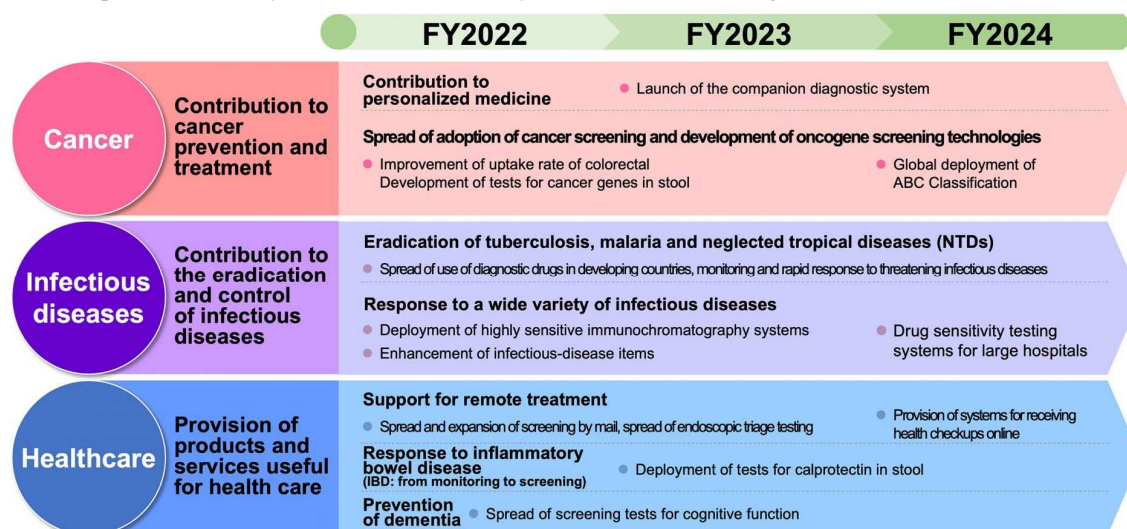 FY2022 FY2023 FY2024
Cancer
Contribution to
cancer
prevention and
treatment
Contribution to
personalized medicine
Launch of the companion diagnostic system
Spread of adoption of cancer screening and development of oncogene screening technologies
Improvement of uptake rate of colorectal
Development of tests for cancer genes in stool
Global deployment of
ABC Classification
Infectious
diseases
Contribution to
the eradication
and control
of infectious
diseases
Eradication of tuberculosis, malaria and neglected tropical diseases (NTDs)
Spread of use of diagnostic drugs in developing countries, monitoring and rapid response to threatening infectious diseases
Response to a wide variety of infectious diseases
Deployment of highly sensitive immunochromatography systems
Enhancement of infectious-disease items
Drug sensitivity testing
systems for large hospitals
Healthcare
Provision of
products and
services useful
for health care
Support for remote treatment
Spread and expansion of screening by mail, spread of endoscopic triage testing
Provision of systems for receiving
health checkups online
Response to inflammatory
bowel disease
(IBD: from monitoring to screening)
Deployment of tests for calprotectin in stool
Prevention
of dementia
Spread of screening tests for cognitive function